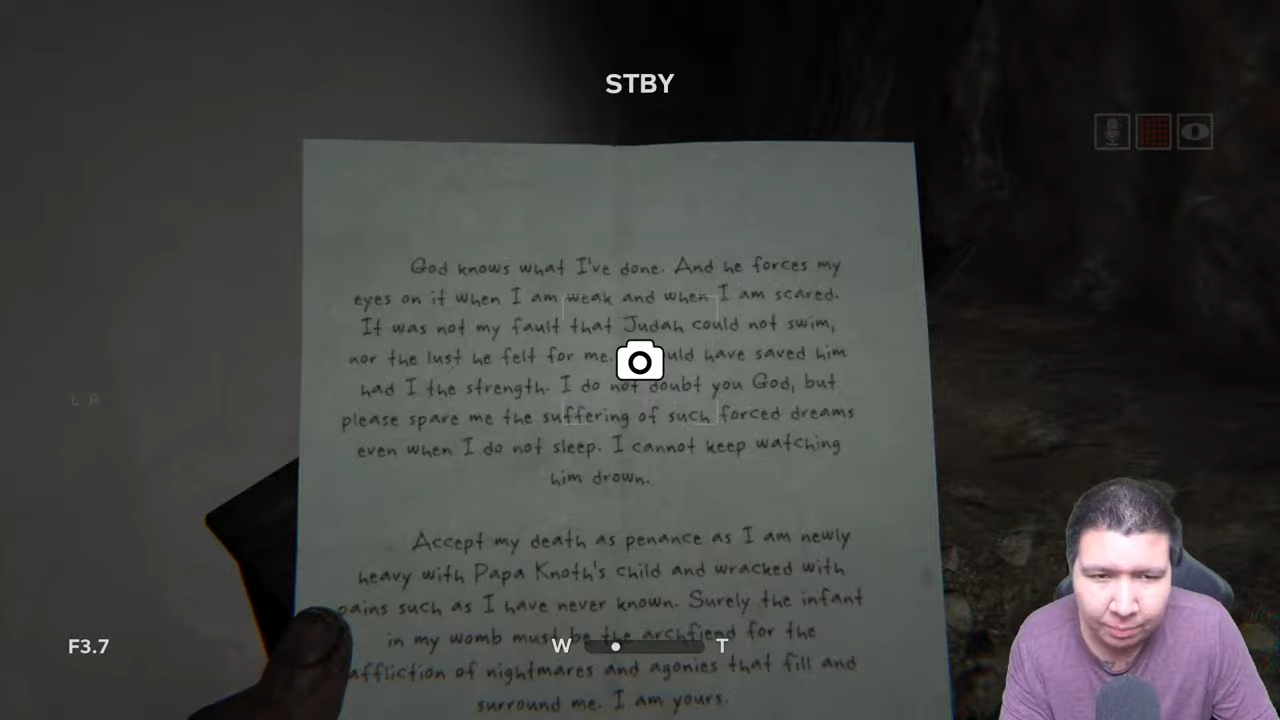 STBY
God knows what I've done. And he forces my
eyes on it when I am weak and when I am scared.
It was not my fault that Judah could not swim,
nor the lust he felt for me. uld have saved him
had I the strength. I do not doubt you God, but
please spare me the suffering of such forced dreams
even when I do not sleep. I cannot keep watching
him drown.
Accept my death as penance as I am newly
heavy with Papa Knoth's child and wracked with
pains such as I have never known. Surely the infant
in my womb must be the archfiend for the
affliction of nightmares and agonies that fill and
surround me. I am yours.
L R
F3.7
W T